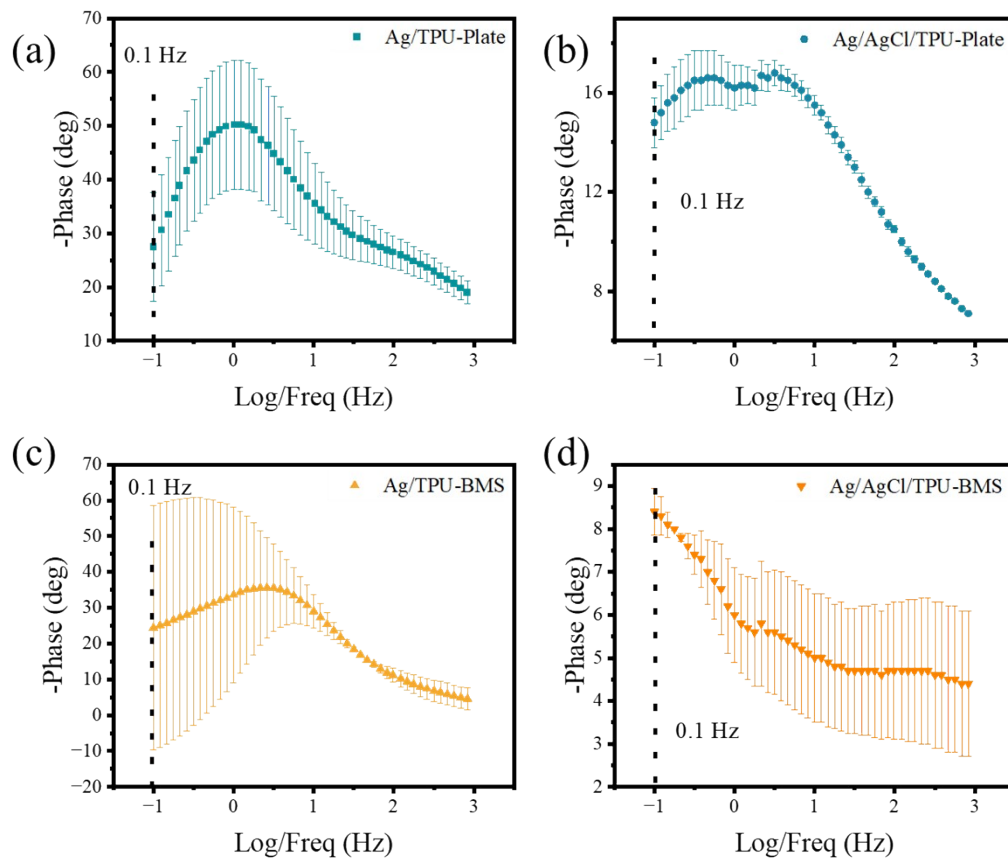 (a)
70
60
50
40
30
20
10
-Phase (deg)
0.1 Hz
Ag/TPU-Plate
−1 0 1 2 3
Log/Freq (Hz)
(b)
16
12
8
-Phase (deg)
Ag/AgCl/TPU-Plate
0.1 Hz
−1 0 1 2 3
Log/Freq (Hz)
(c)
70
60
50
40
30
20
10
0
−10
−20
-Phase (deg)
0.1 Hz
Ag/TPU-BMS
−1 0 1 2 3
Log/Freq (Hz)
(d)
9
8
7
6
5
4
3
2
-Phase (deg)
Ag/AgCl/TPU-BMS
0.1 Hz
−1 0 1 2 3
Log/Freq (Hz)